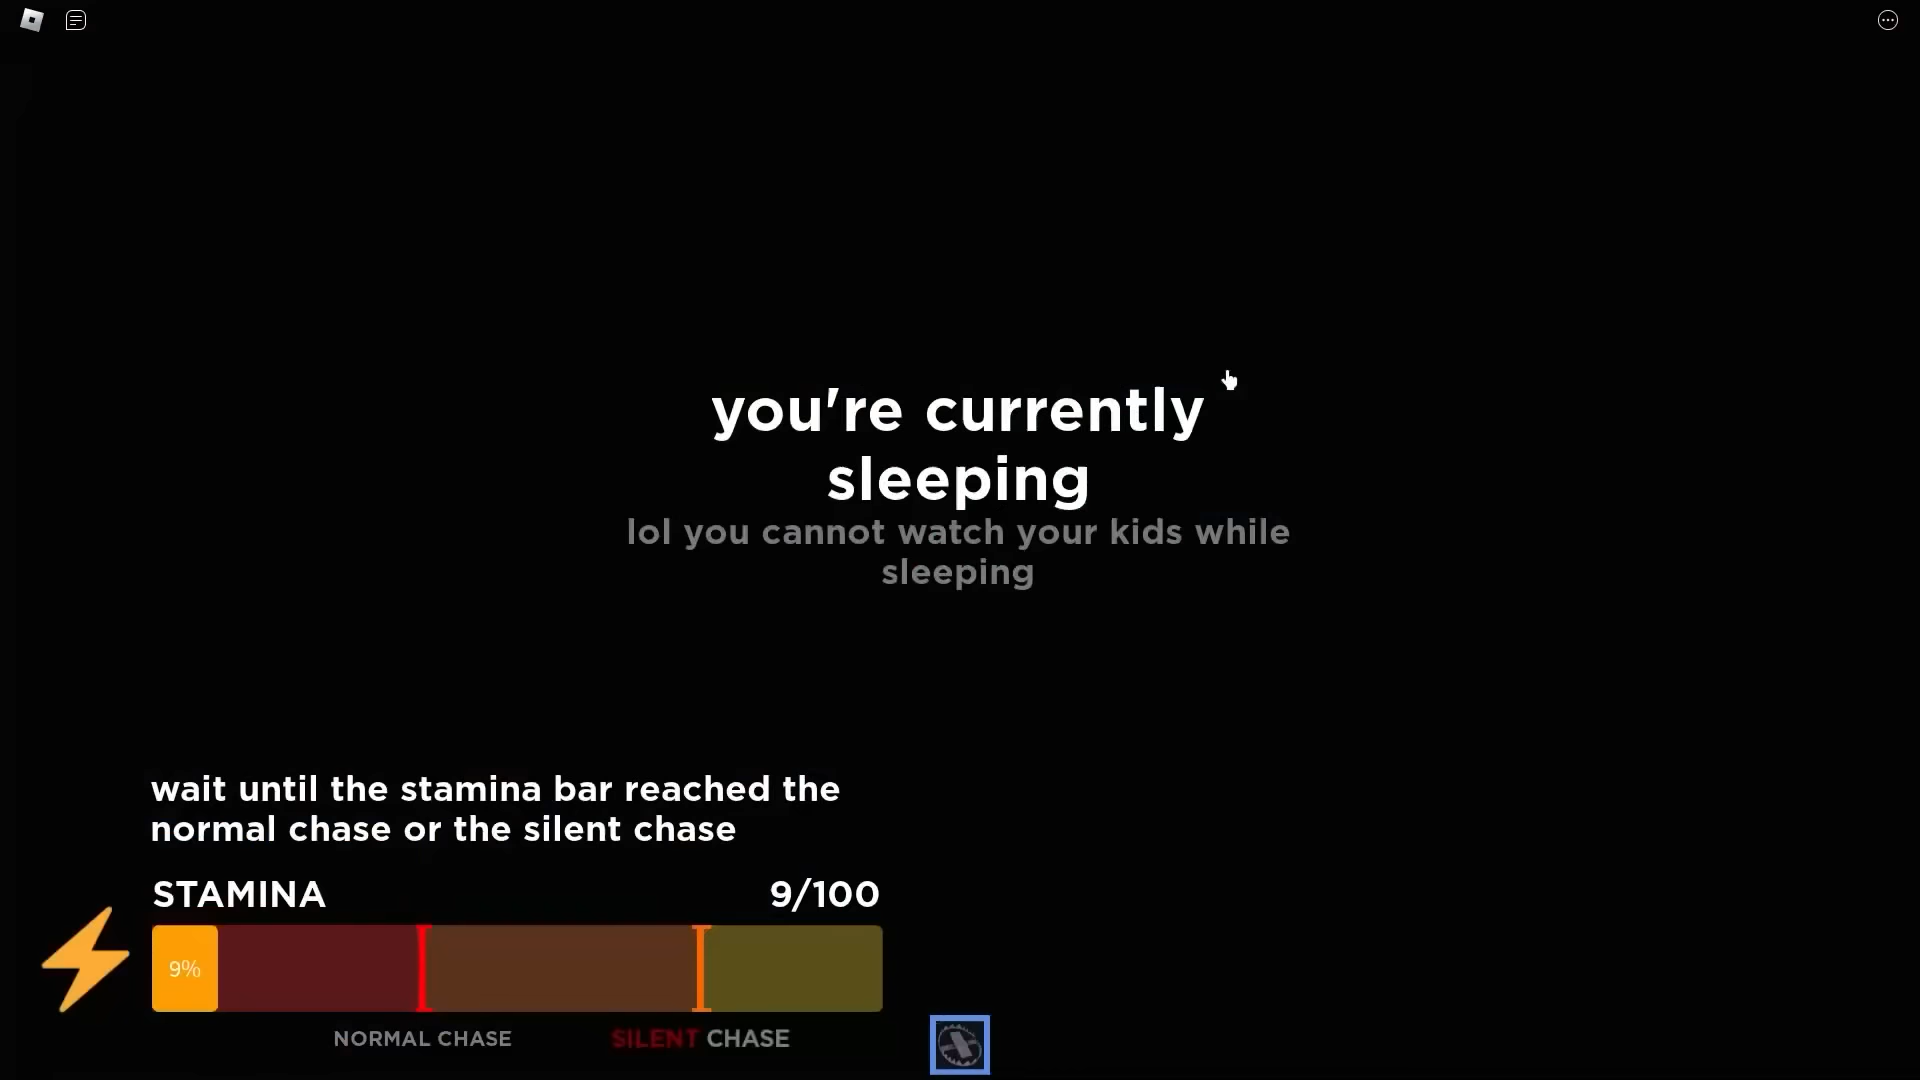 you're currently
sleeping
lol you cannot watch your kids while
sleeping
wait until the stamina bar reached the
normal chase or the silent chase
STAMINA 9/100
9%
NORMAL CHASE SILENT CHASE